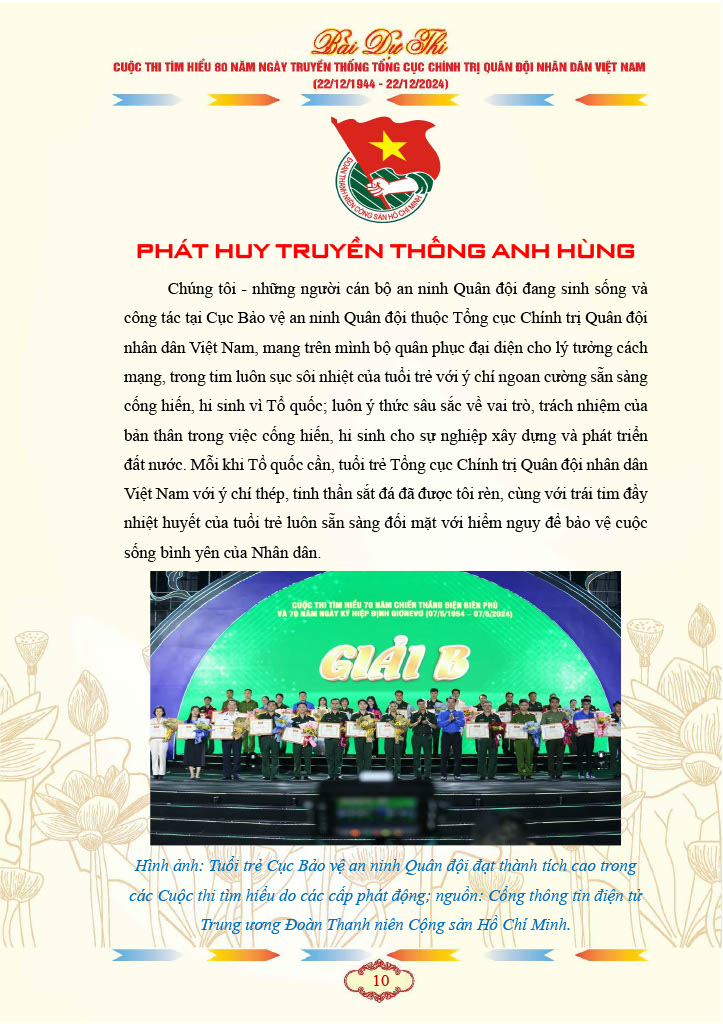 Bài Dự Thi
CUỘC THI TÌM HIỂU 80 NĂM NGÀY TRUYỀN THỐNG TỔNG CỤC CHÍNH TRỊ QUÂN ĐỘI NHÂN DÂN VIỆT NAM
(22/12/1944 - 22/12/2024)
ĐOÀN THANH NIÊN CỘNG SẢN HỒ CHÍ MINH
PHÁT HUY TRUYỀN THỐNG ANH HÙNG
Chúng tôi - những người cán bộ an ninh Quân đội đang sinh sống và
công tác tại Cục Bảo vệ an ninh Quân đội thuộc Tổng cục Chính trị Quân đội
nhân dân Việt Nam, mang trên mình bộ quân phục đại diện cho lý tưởng cách
mạng, trong tim luôn sục sôi nhiệt của tuổi trẻ với ý chí ngoan cường sẵn sàng
cống hiến, hi sinh vì Tổ quốc; luôn ý thức sâu sắc về vai trò, trách nhiệm của
bản thân trong việc cống hiến, hi sinh cho sự nghiệp xây dựng và phát triển
đất nước. Mỗi khi Tổ quốc cần, tuổi trẻ Tổng cục Chính trị Quân đội nhân dân
Việt Nam với ý chí thép, tinh thần sắt đá đã được tôi rèn, cùng với trái tim đầy
nhiệt huyết của tuổi trẻ luôn sẵn sàng đối mặt với hiểm nguy để bảo vệ cuộc
sống bình yên của Nhân dân.
CUỘC THI TÌM HIỂU 70 NĂM CHIẾN THẮNG ĐIỆN BIÊN PHỦ
VÀ 70 NĂM NGÀY KÝ HIỆP ĐỊNH GIƠNEVƠ (07/5/1954 - 07/5/2024)
GIẢI B
Hình ảnh: Tuổi trẻ Cục Bảo vệ an ninh Quân đội đạt thành tích cao trong
các Cuộc thi tìm hiểu do các cấp phát động; nguồn: Cổng thông tin điện tử
Trung ương Đoàn Thanh niên Cộng sản Hồ Chí Minh.
10